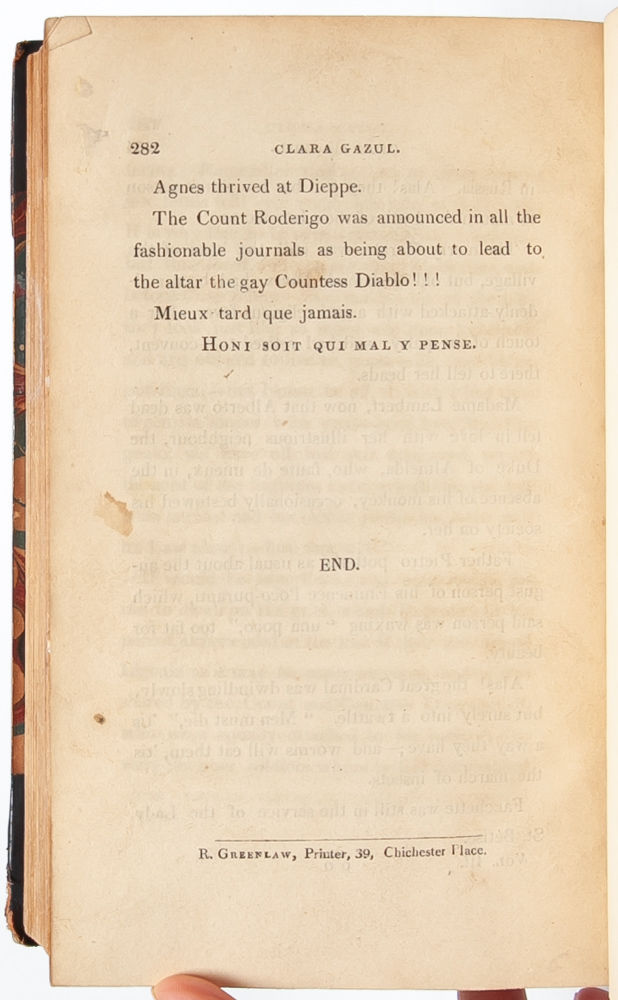 282 CLARA GAZUL.
Agnes thrived at Dieppe.
The Count Roderigo was announced in all the
fashionable journals as being about to lead to
the altar the gay Countess Diablo! ! !
Mieux tard que jamais.
HONI SOIT QUI MAL Y PENSE.
END.
R. GREENLAW, Printer, 39, Chichester Place.